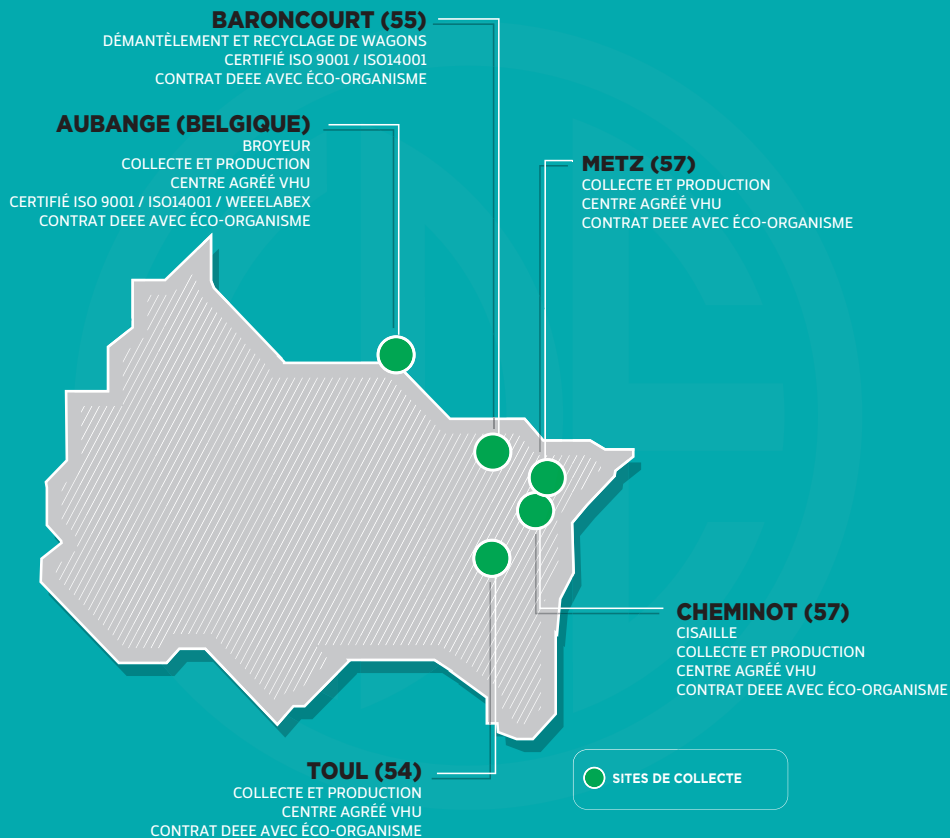 BARONCOURT (55)
DÉMANTÈLEMENT ET RECYCLAGE DE WAGONS
CERTIFIÉ ISO 9001 / ISO14001
CONTRAT DEEE AVEC ÉCO-ORGANISME
AUBANGE (BELGIQUE)
BROYEUR
COLLECTE ET PRODUCTION
CENTRE AGRÉÉ VHU
CERTIFIÉ ISO 9001 / ISO14001 / WEEELABEX
CONTRAT DEEE AVEC ÉCO-ORGANISME
METZ (57)
COLLECTE ET PRODUCTION
CENTRE AGRÉÉ VHU
CONTRAT DEEE AVEC ÉCO-ORGANISME
CHEMINOT (57)
CISAILLE
COLLECTE ET PRODUCTION
CENTRE AGRÉÉ VHU
CONTRAT DEEE AVEC ÉCO-ORGANISME
TOUL (54)
COLLECTE ET PRODUCTION
CENTRE AGRÉÉ VHU
CONTRAT DEEE AVEC ÉCO-ORGANISME
SITES DE COLLECTE